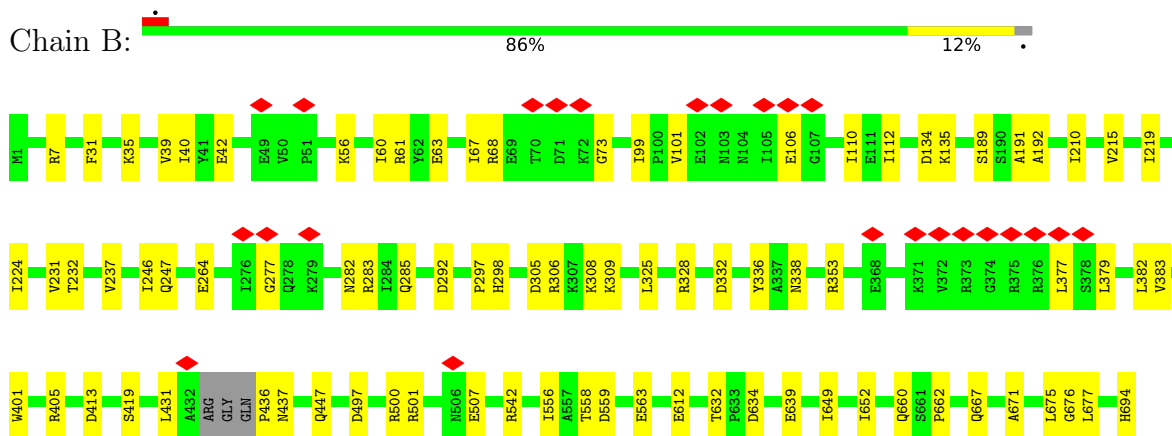 Chain B:
86%
12%
M1 R7 F31 K35 V39 I40 Y41 E42 E49 V50 P51 K56 I60 R61 Y62 E63 I67 R68 E69 T70 D71 K72 G73 I99 P100 V101 E102 N103 N104 I105 E106 G107 I110 E111 I112 D134 K135 S189 S190 A191 A192 I210 V215 I219
I224 V231 T232 V237 I246 Q247 E264 I276 G277 Q278 K279 N282 R283 I284 Q285 D292 P297 H298 D305 R306 K307 K308 K309 L325 R328 D332 Y336 A337 N338 R353 E368 K371 V372 R373 G374 R375 R376 L377 S378 L379 L382 V383
W401 R405 D413 S419 L431 A432 ARG GLY GLN P436 N437 Q447 D497 R500 R501 N506 E507 R542 I556 A557 T558 D559 E563 E612 T632 P633 D634 E639 I649 I652 Q660 S661 P662 Q667 A671 L675 G676 L677 H694